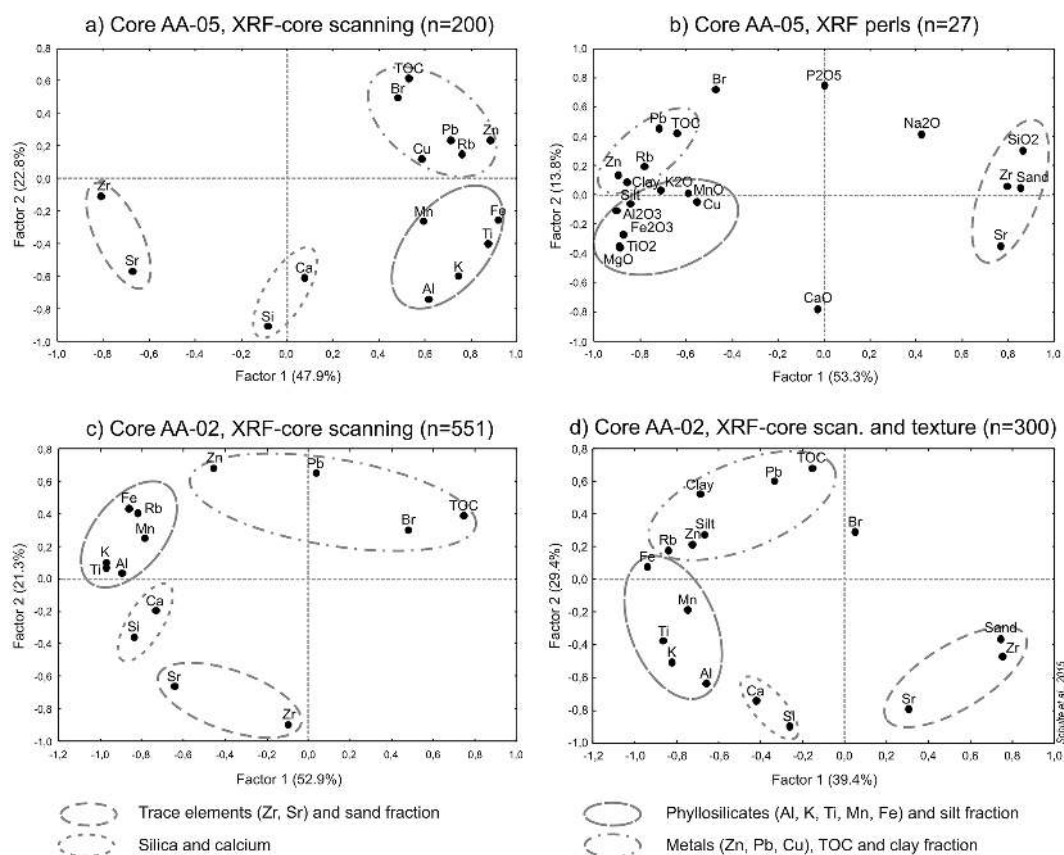 a) Core AA-05, XRF-core scanning (n=200)
0,8
0,6
0,4
0,2
0,0
-0,2
-0,4
-0,6
-0,8
-1,0
Factor 2 (22.8%)
TOC
Br
Pb
Zn
Cu
Rb
Zr
Mn
Fe
Ti
Sr
Ca
K
Al
Si
-1,0
-0,8
-0,6
-0,4
-0,2
0,0
0,2
0,4
0,6
0,8
1,0
Factor 1 (47.9%)
b) Core AA-05, XRF perls (n=27)
1,0
0,8
0,6
0,4
0,2
0,0
-0,2
-0,4
-0,6
-0,8
-1,0
Factor 2 (13.8%)
Br
P2O5
Pb
TOC
Na2O
SiO2
Zn
Rb
Zr
Sand
Clay
K2O
MnO
Silt
Cu
Al2O3
Fe2O3
Sr
TiO2
MgO
CaO
-1,0
-0,8
-0,6
-0,4
-0,2
0,0
0,2
0,4
0,6
0,8
1,0
Factor 1 (53.3%)
c) Core AA-02, XRF-core scanning (n=551)
1,0
0,8
0,6
0,4
0,2
0,0
-0,2
-0,4
-0,6
-0,8
-1,0
Factor 2 (21.3%)
Zn
Pb
Fe
Rb
TOC
Mn
Br
K
Ti
Al
Ca
Si
Sr
Zr
-1,2
-1,0
-0,8
-0,6
-0,4
-0,2
0,0
0,2
0,4
0,6
0,8
1,0
Factor 1 (52.9%)
d) Core AA-02, XRF-core scan. and texture (n=300)
1,0
0,8
0,6
0,4
0,2
0,0
-0,2
-0,4
-0,6
-0,8
-1,0
Factor 2 (29.4%)
TOC
Pb
Clay
Silt
Br
Rb
Zn
Fe
Mn
Ti
K
Al
Sand
Zr
Ca
Sr
SI
-1,2
-1,0
-0,8
-0,6
-0,4
-0,2
0,0
0,2
0,4
0,6
0,8
1,0
Factor 1 (39.4%)
Schulte et al. 2015
Trace elements (Zr, Sr) and sand fraction
Silica and calcium
Phyllosilicates (Al, K, Ti, Mn, Fe) and silt fraction
Metals (Zn, Pb, Cu), TOC and clay fraction